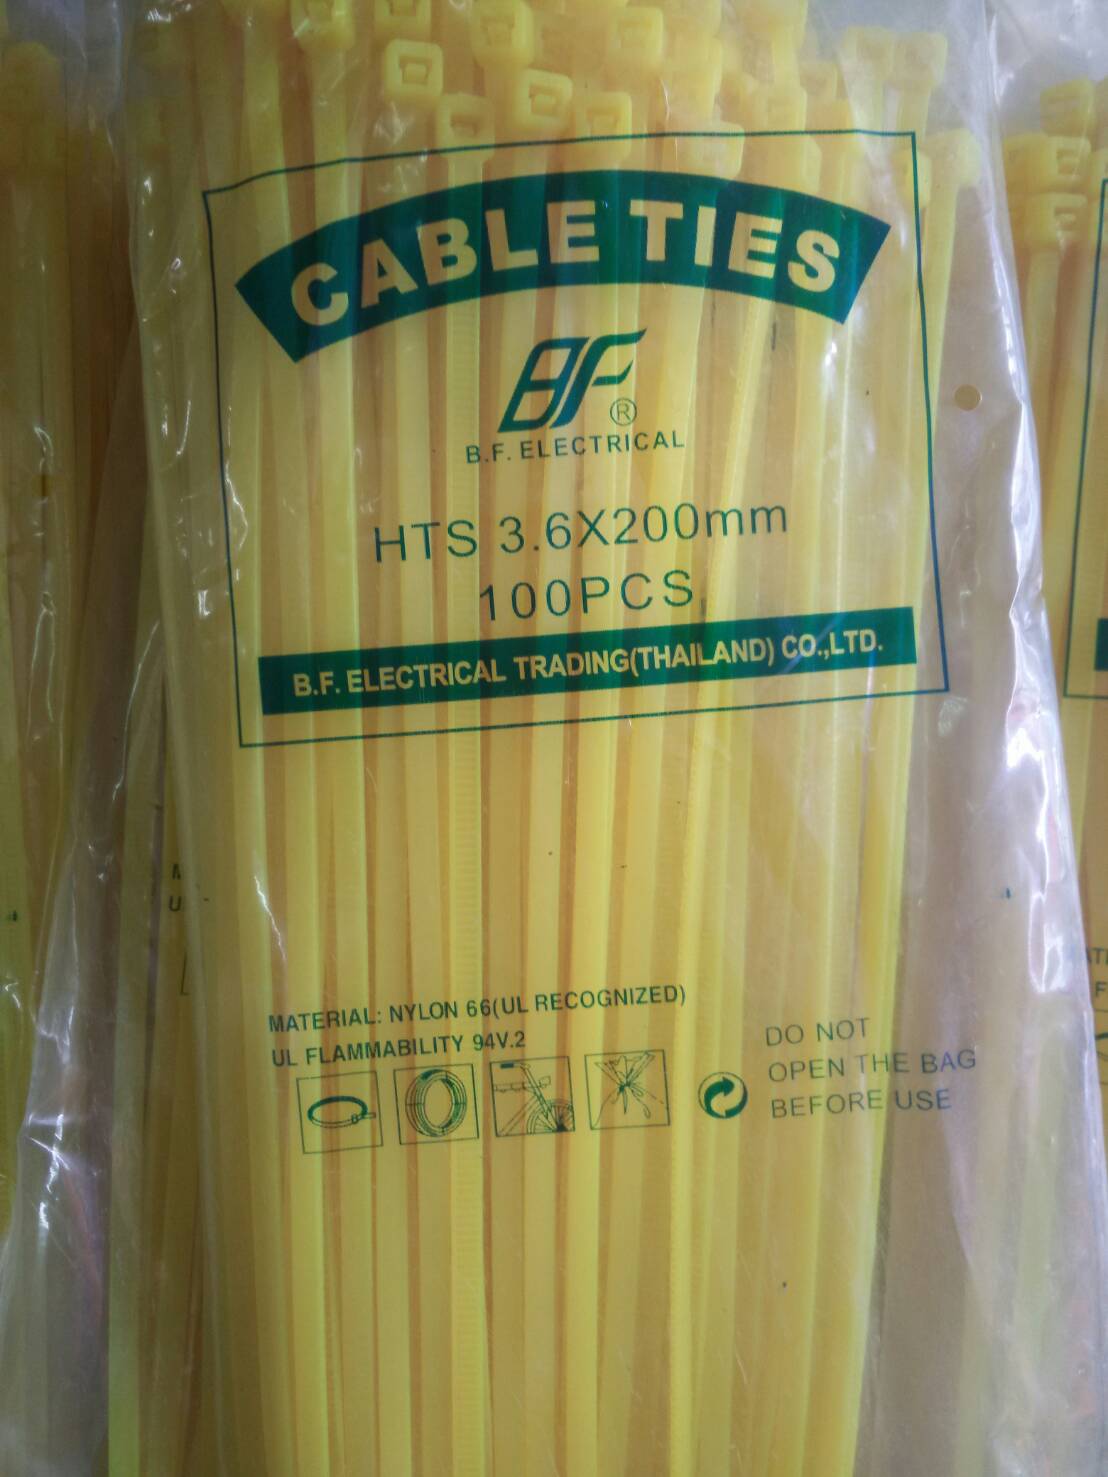 CABLE TIES
BF®
B.F. ELECTRICAL
HTS 3.6X200mm
100PCS.
B.F. ELECTRICAL TRADING(THAILAND) CO.,LTD.
MATERIAL: NYLON 66(UL RECOGNIZED)
UL FLAMMABILITY 94V.2
DO NOT
OPEN THE BAG
BEFORE USE